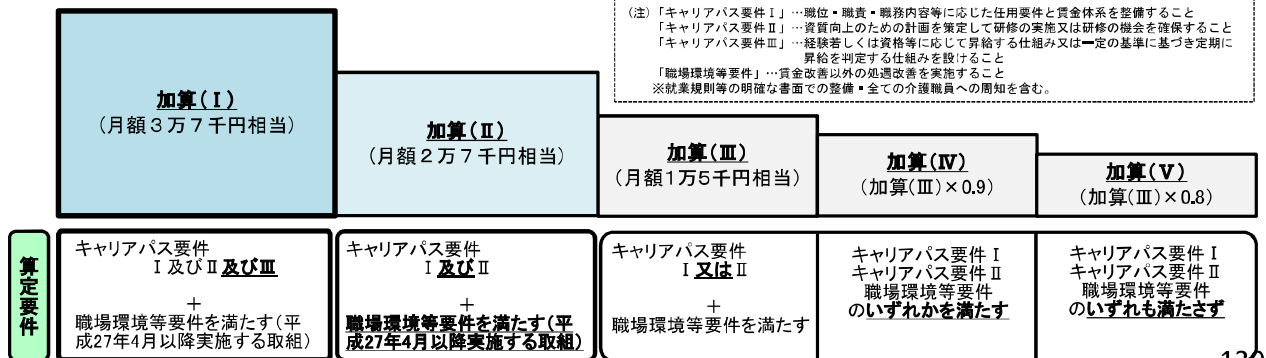 (注)「キャリアパス要件Ⅰ」…職位・職責・職務内容等に応じた任用要件と賃金体系を整備すること
「キャリアパス要件Ⅱ」…資質向上のための計画を策定して研修の実施又は研修の機会を確保すること
「キャリアパス要件Ⅲ」…経験若しくは資格等に応じて昇給する仕組み又は一定の基準に基づき定期に
昇給を判定する仕組みを設けること
「職場環境等要件」…賃金改善以外の処遇改善を実施すること
※就業規則等の明確な書面での整備・全ての介護職員への周知を含む。
加算(Ⅰ)
(月額3万7千円相当)
加算(Ⅱ)
(月額2万7千円相当)
加算(Ⅲ)
(月額1万5千円相当)
加算(Ⅳ)
(加算(Ⅲ)×0.9)
加算(Ⅴ)
(加算(Ⅲ)×0.8)
算定要件
キャリアパス要件
Ⅰ及びⅡ及びⅢ
+
職場環境等要件を満たす(平
成27年4月以降実施する取組)
キャリアパス要件
Ⅰ及びⅡ
+
職場環境等要件を満たす(平
成27年4月以降実施する取組)
キャリアパス要件
Ⅰ又はⅡ
+
職場環境等要件を満たす
キャリアパス要件Ⅰ
キャリアパス要件Ⅱ
職場環境等要件
のいずれかを満たす
キャリアパス要件Ⅰ
キャリアパス要件Ⅱ
職場環境等要件
のいずれも満たさず